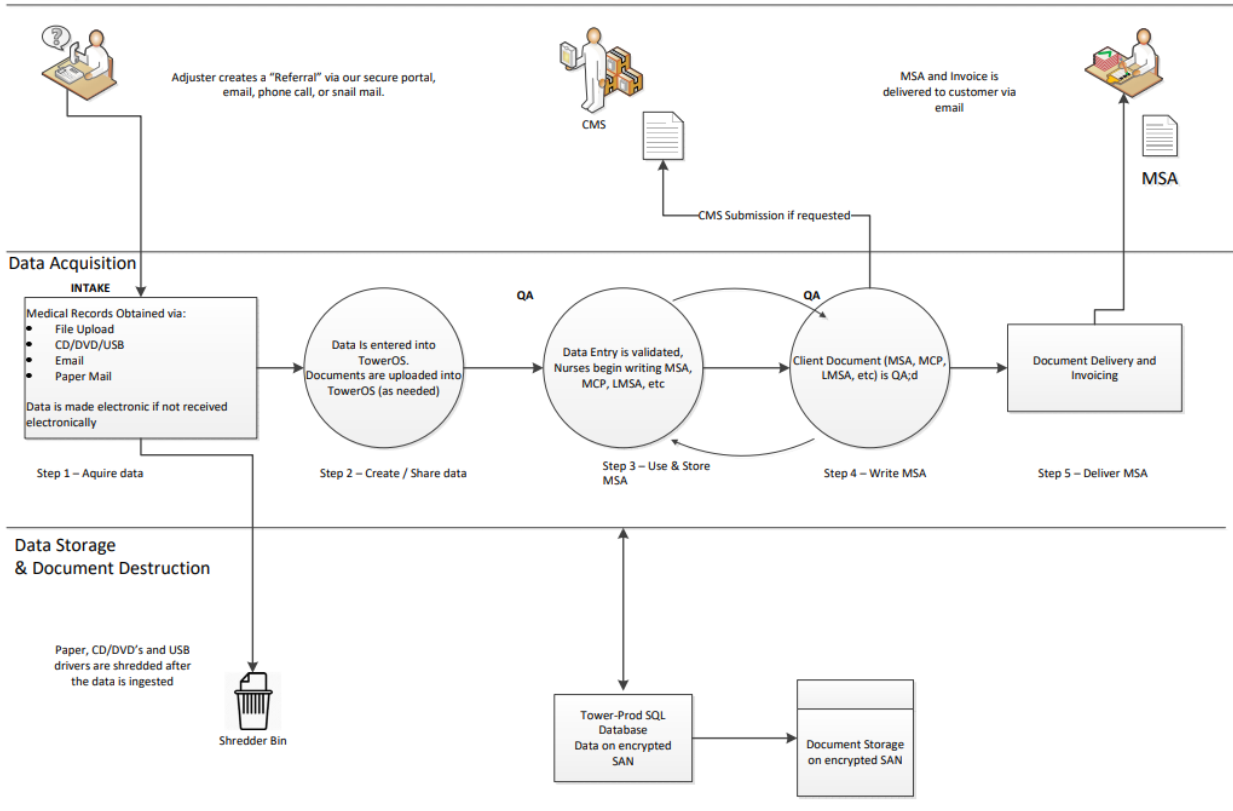 Adjuster creates a "Referral" via our secure portal,
email, phone call, or snail mail.
CMS
MSA and Invoice is
delivered to customer via
email
MSA
CMS Submission if requested
Data Acquisition
INTAKE
Medical Records Obtained via:
• File Upload
• CD/DVD/USB
• Email
• Paper Mail
Data is made electronic if not received
electronically
Step 1 – Aquire data
Data Is entered into
TowerOS.
Documents are uploaded into
TowerOS (as needed)
Step 2 – Create / Share data
QA
Data Entry is validated,
Nurses begin writing MSA,
MCP, LMSA, etc
Step 3 – Use & Store
MSA
QA
Client Document (MSA, MCP,
LMSA, etc) is QA;d
Step 4 – Write MSA
Document Delivery and
Invoicing
Step 5 – Deliver MSA
Data Storage
& Document Destruction
Paper, CD/DVD's and USB
drivers are shredded after
the data is ingested
Shredder Bin
Tower-Prod SQL
Database
Data on encrypted
SAN
Document Storage
on encrypted SAN